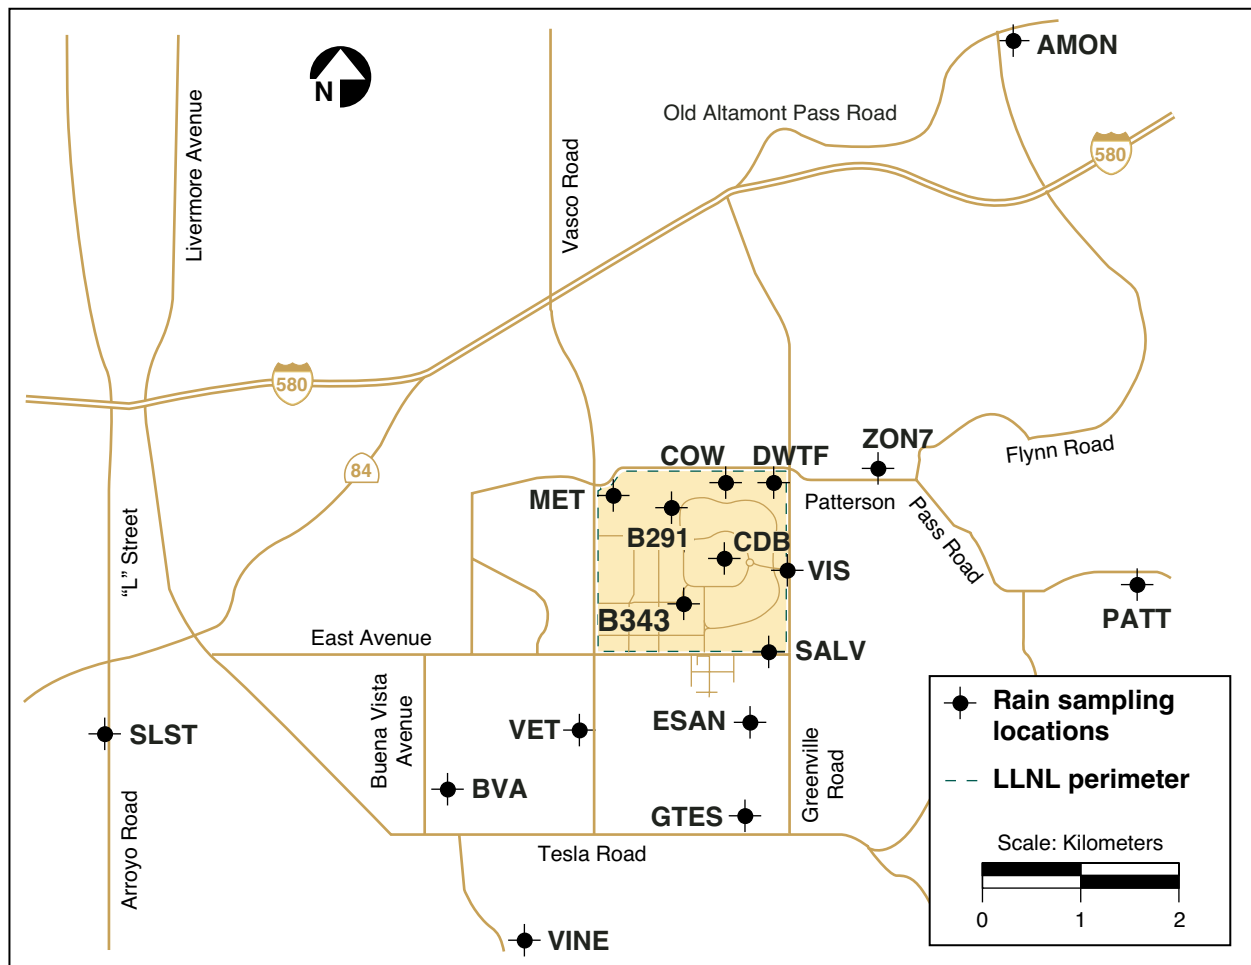 AMON
N
Old Altamont Pass Road
580
Livermore Avenue
Vasco Road
580
ZON7
Flynn Road
COW
DWTF
84
MET
Patterson
Pass Road
B291
CDB
VIS
"L" Street
B343
PATT
East Avenue
SALV
Buena Vista
Avenue
SLST
VET
ESAN
Greenville
Road
BVA
GTES
Arroyo Road
Tesla Road
VINE
Rain sampling
locations
LLNL perimeter
Scale: Kilometers
0 1 2